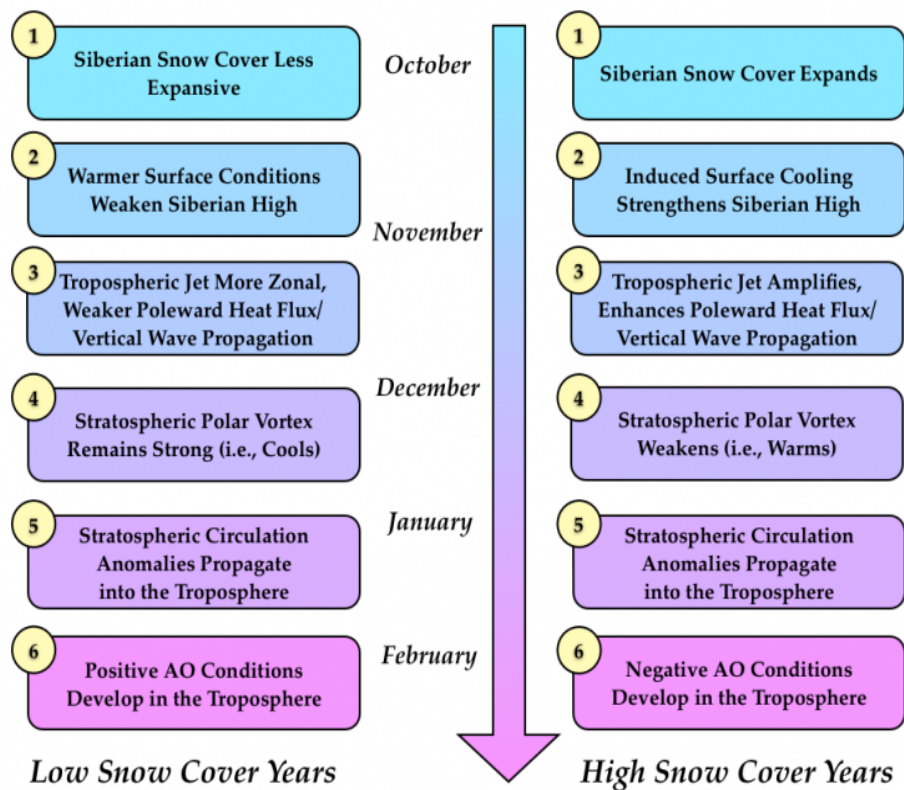 1
Siberian Snow Cover Less
Expansive
2
Warmer Surface Conditions
Weaken Siberian High
3
Tropospheric Jet More Zonal,
Weaker Poleward Heat Flux/
Vertical Wave Propagation
4
Stratospheric Polar Vortex
Remains Strong (i.e., Cools)
5
Stratospheric Circulation
Anomalies Propagate
into the Troposphere
6
Positive AO Conditions
Develop in the Troposphere
Low Snow Cover Years
October
November
December
January
February
1
Siberian Snow Cover Expands
2
Induced Surface Cooling
Strengthens Siberian High
3
Tropospheric Jet Amplifies,
Enhances Poleward Heat Flux/
Vertical Wave Propagation
4
Stratospheric Polar Vortex
Weakens (i.e., Warms)
5
Stratospheric Circulation
Anomalies Propagate
into the Troposphere
6
Negative AO Conditions
Develop in the Troposphere
High Snow Cover Years